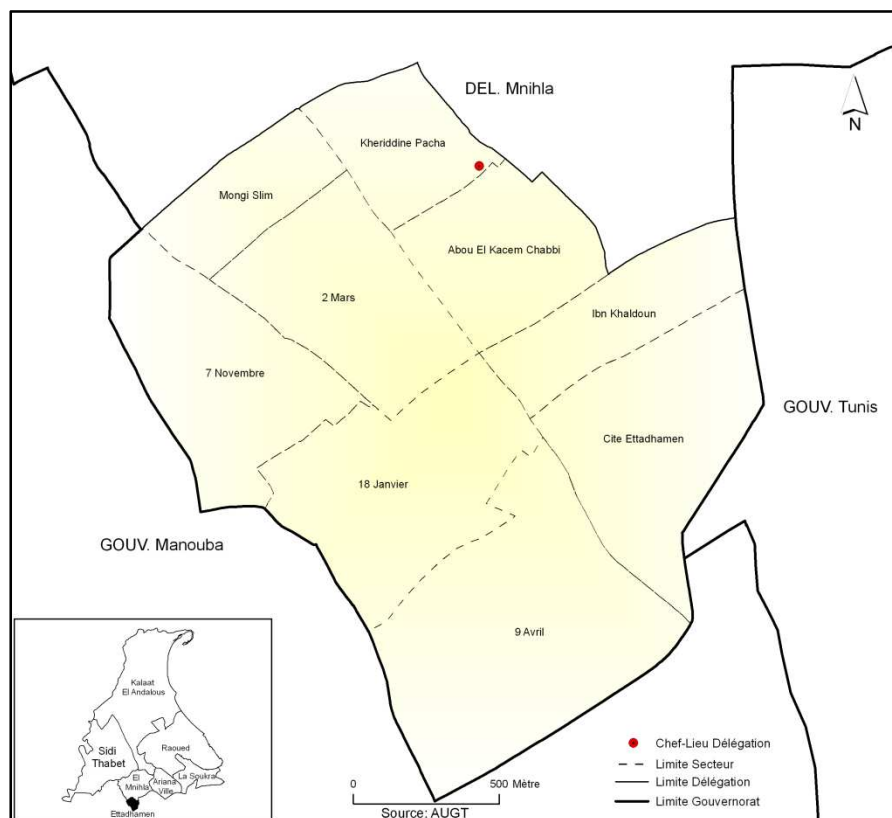 DEL. Mnihla
N
Kheriddine Pacha
Mongi Slim
Abou El Kacem Chabbi
2 Mars
Ibn Khaldoun
7 Novembre
GOUV. Tunis
Cite Ettadhamen
18 Janvier
GOUV. Manouba
9 Avril
Kalaat
El Andalous
Sidi
Thabet
Raoued
El
Mnihla
Ariana
Ville
La Soukra
Ettadhamen
0
500 Mètre
Source: AUGT
Chef-Lieu Délégation
Limite Secteur
Limite Délégation
Limite Gouvernorat